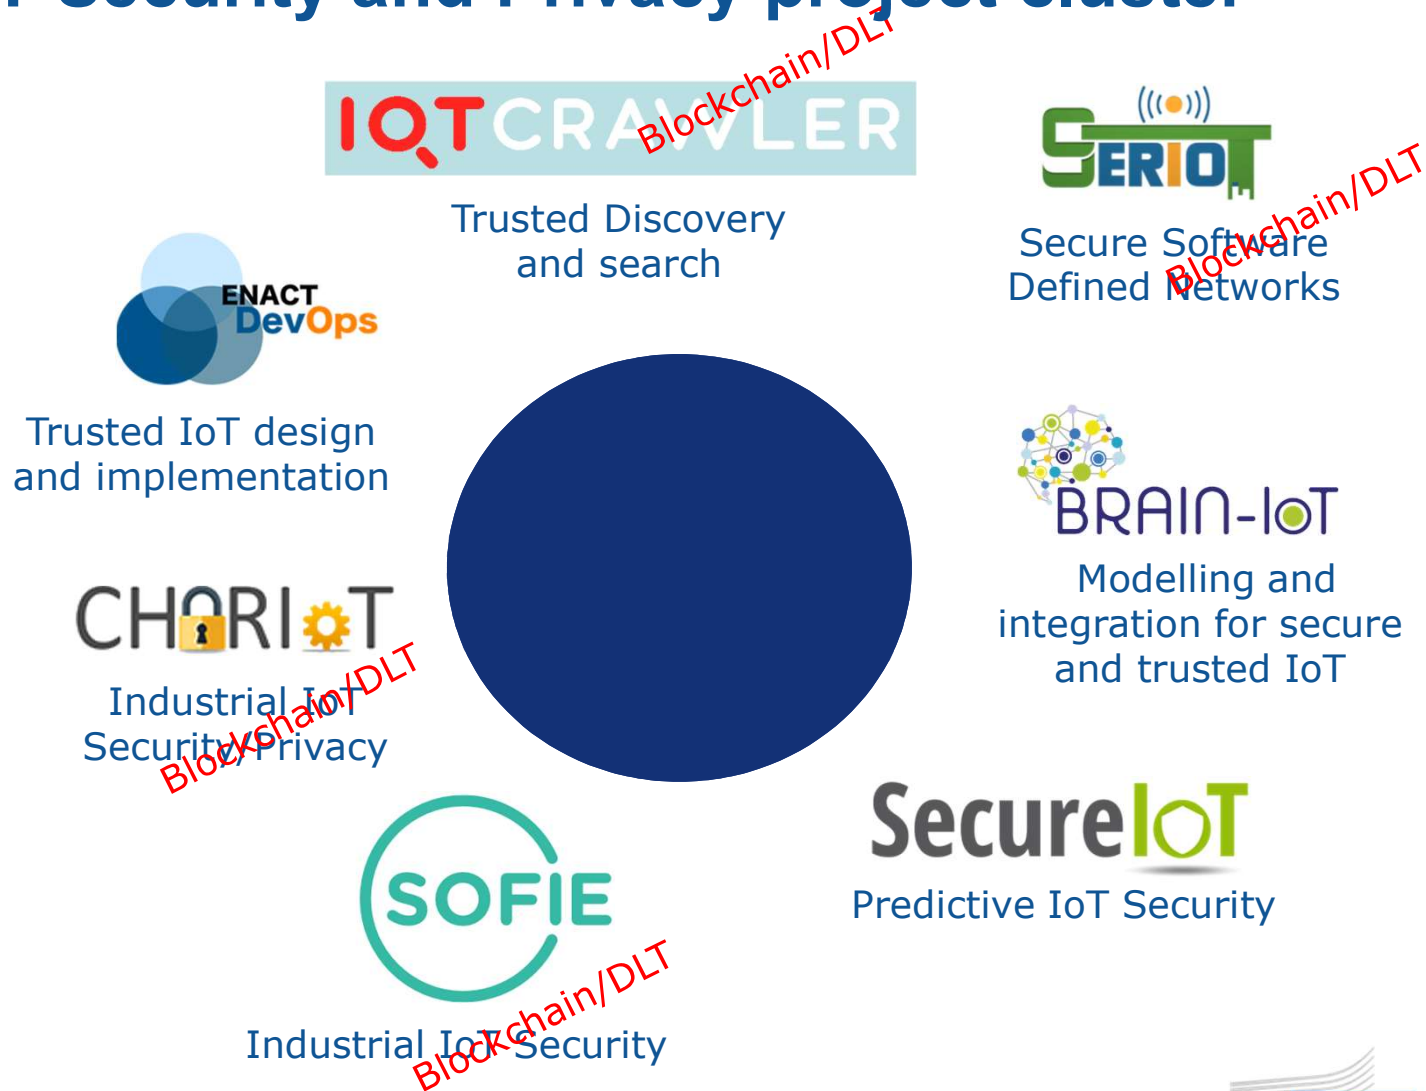 Security and Privacy project cluster
IOTCRAWLER
Blockchain/DLT
Trusted Discovery
and search
SERIOT
Blockchain/DLT
Secure Software
Defined Networks
ENACT
DevOps
Trusted IoT design
and implementation
BRAIN-IoT
Modelling and
integration for secure
and trusted IoT
CHARIOT
Industrial IoT
Security/Privacy
Blockchain/DLT
SecureIoT
Predictive IoT Security
SOFIE
Industrial IoT Security
Blockchain/DLT